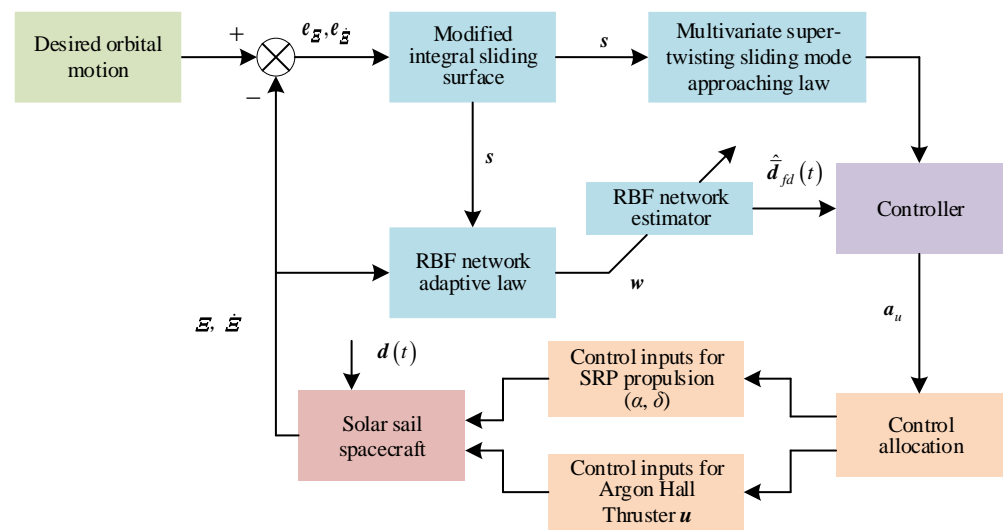 Desired orbital
motion
+
−
e_Ξ, e_Ξ̇
Modified
integral sliding
surface
s
Multivariate super-
twisting sliding mode
approaching law
s
RBF network
estimator
d̂̄_fd(t)
Controller
RBF network
adaptive law
w
a_u
Ξ, Ξ̇
d(t)
Control inputs for
SRP propulsion
(α, δ)
Solar sail
spacecraft
Control
allocation
Control inputs for
Argon Hall
Thruster u